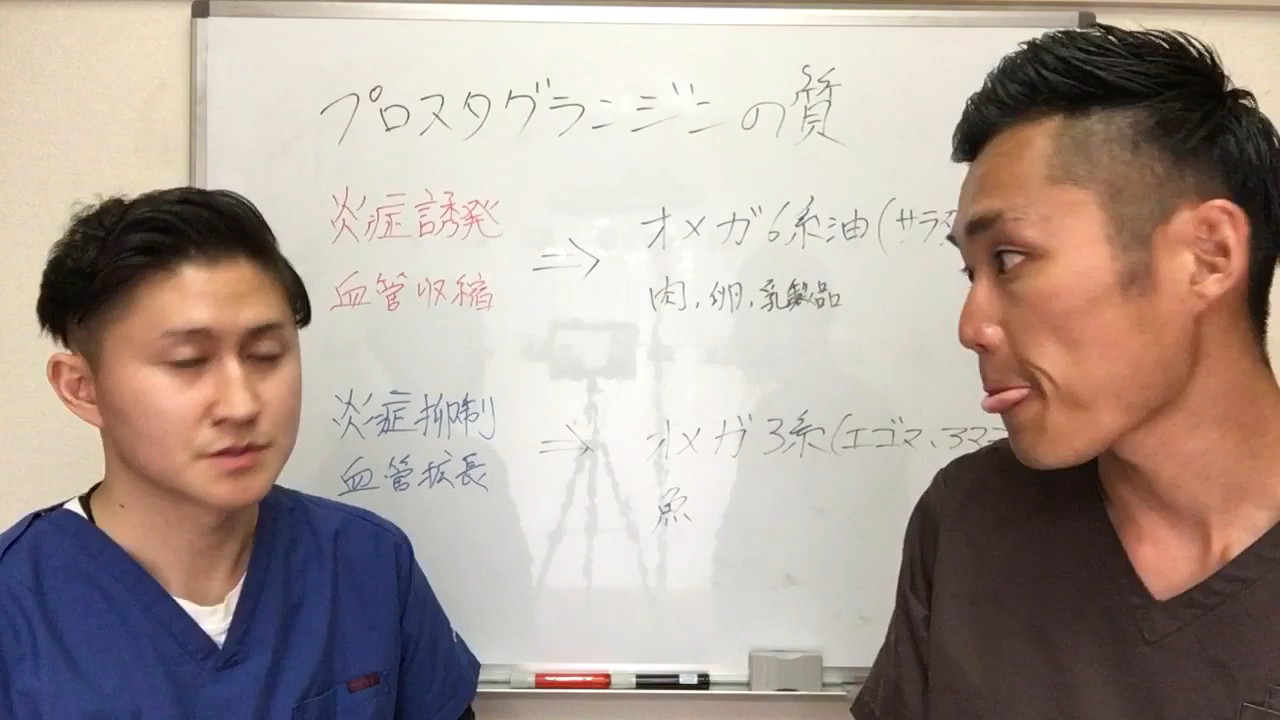 プロスタグランジンの質
炎症誘発
血管収縮
⇒
オメガ6系油(サラダ
肉、卵、乳製品
炎症抑制
血管拡長
⇒
オメガ3系(エゴマ、アマニ
魚